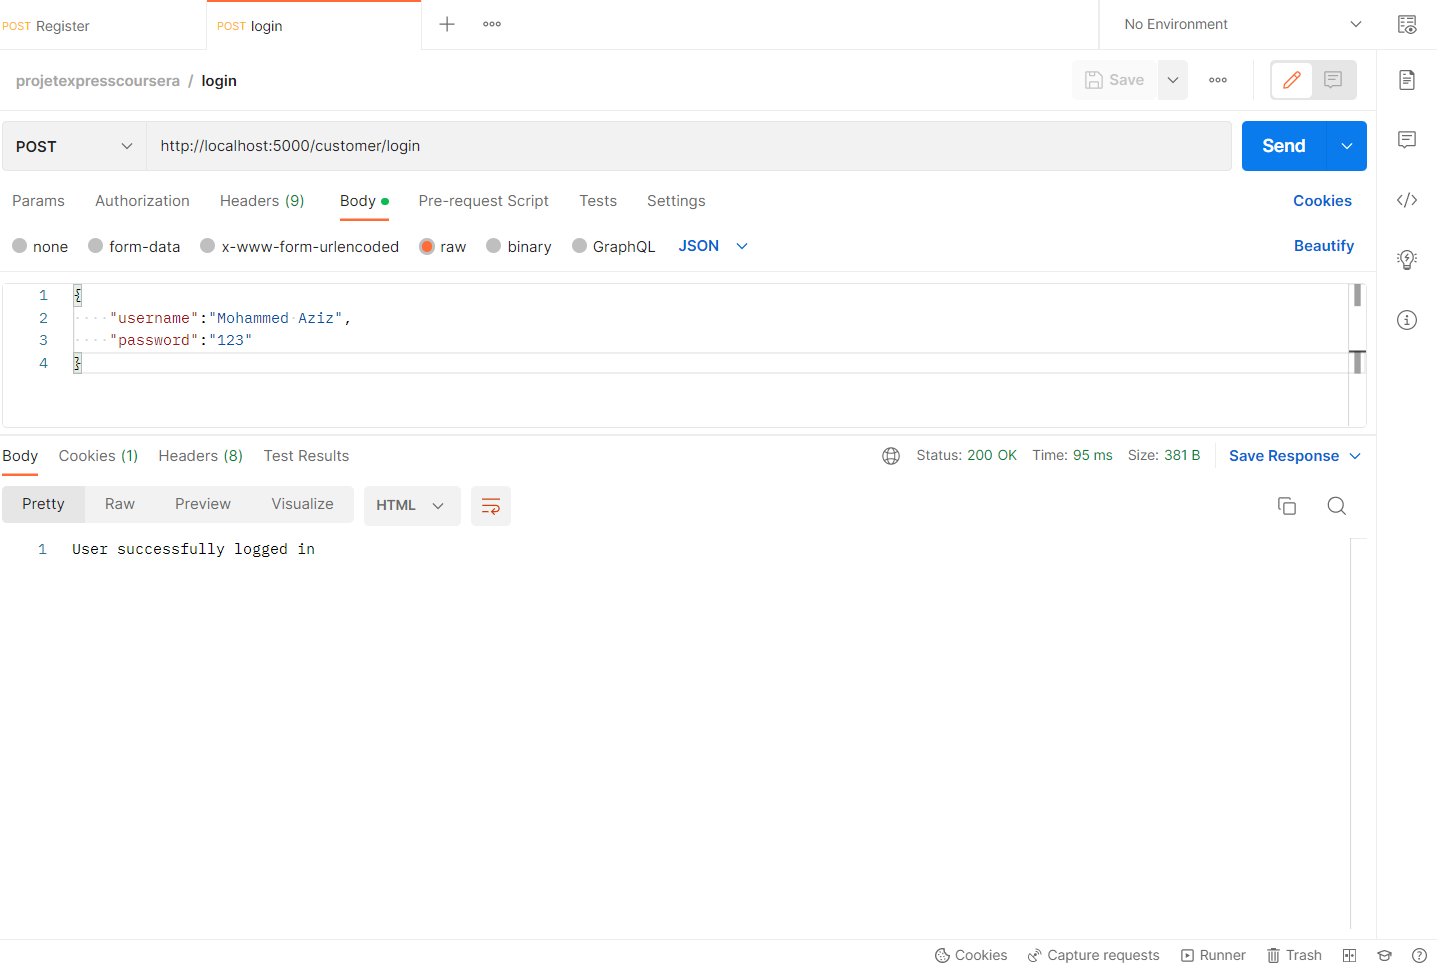 POST Register
POST login
No Environment
projetexpresscoursera / login
Save
POST
http://localhost:5000/customer/login
Send
Params Authorization Headers (9) Body Pre-request Script Tests Settings Cookies
none form-data x-www-form-urlencoded raw binary GraphQL JSON Beautify
1 {
2 "username":"Mohammed Aziz",
3 "password":"123"
4 }
Body Cookies (1) Headers (8) Test Results Status: 200 OK Time: 95 ms Size: 381 B Save Response
Pretty Raw Preview Visualize HTML
1 User successfully logged in
Cookies Capture requests Runner Trash